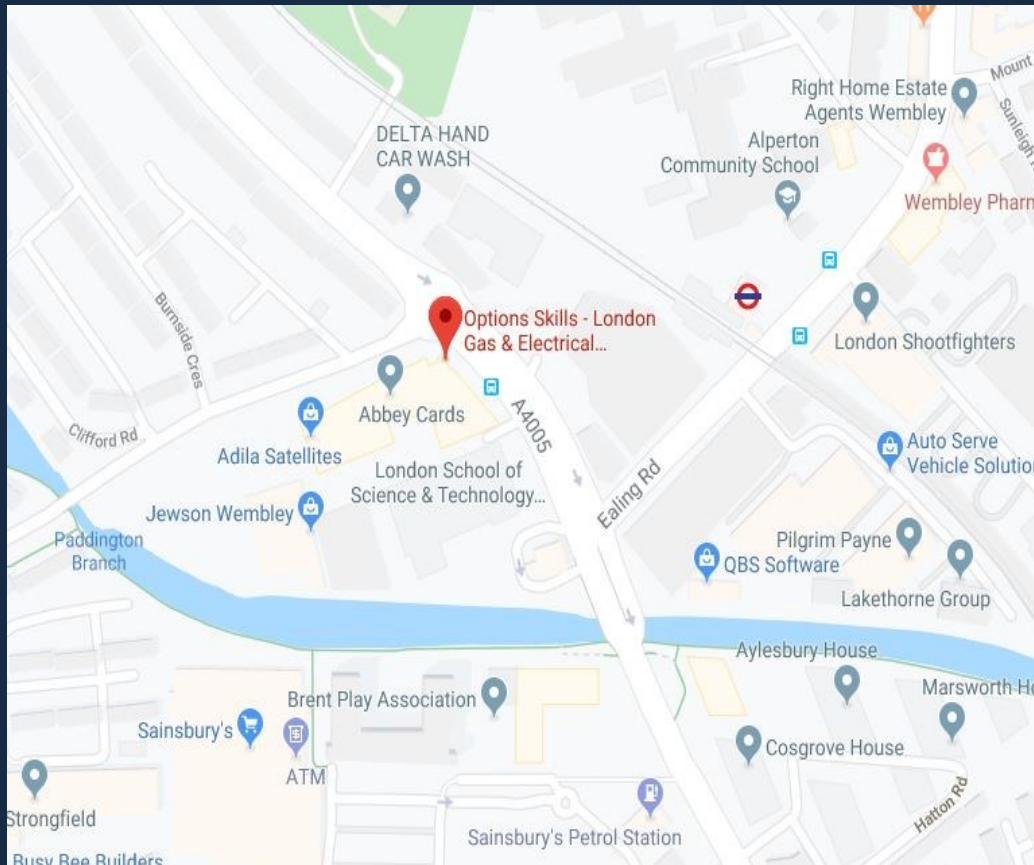 Right Home Estate
Agents Wembley
Mount
Sunleigh
DELTA HAND
CAR WASH
Alperton
Community School
Wembley Pharm
Burnside Cres
Options Skills - London
Gas & Electrical...
London Shootfighters
Abbey Cards
A4005
Clifford Rd
Adila Satellites
Auto Serve
Vehicle Solution
London School of
Science & Technology...
Ealing Rd
Jewson Wembley
Paddington
Branch
Pilgrim Payne
QBS Software
Lakethorne Group
Aylesbury House
Brent Play Association
Marsworth Ho
Sainsbury's
Cosgrove House
ATM
Hatton Rd
Strongfield
Sainsbury's Petrol Station
Busy Bee Builders